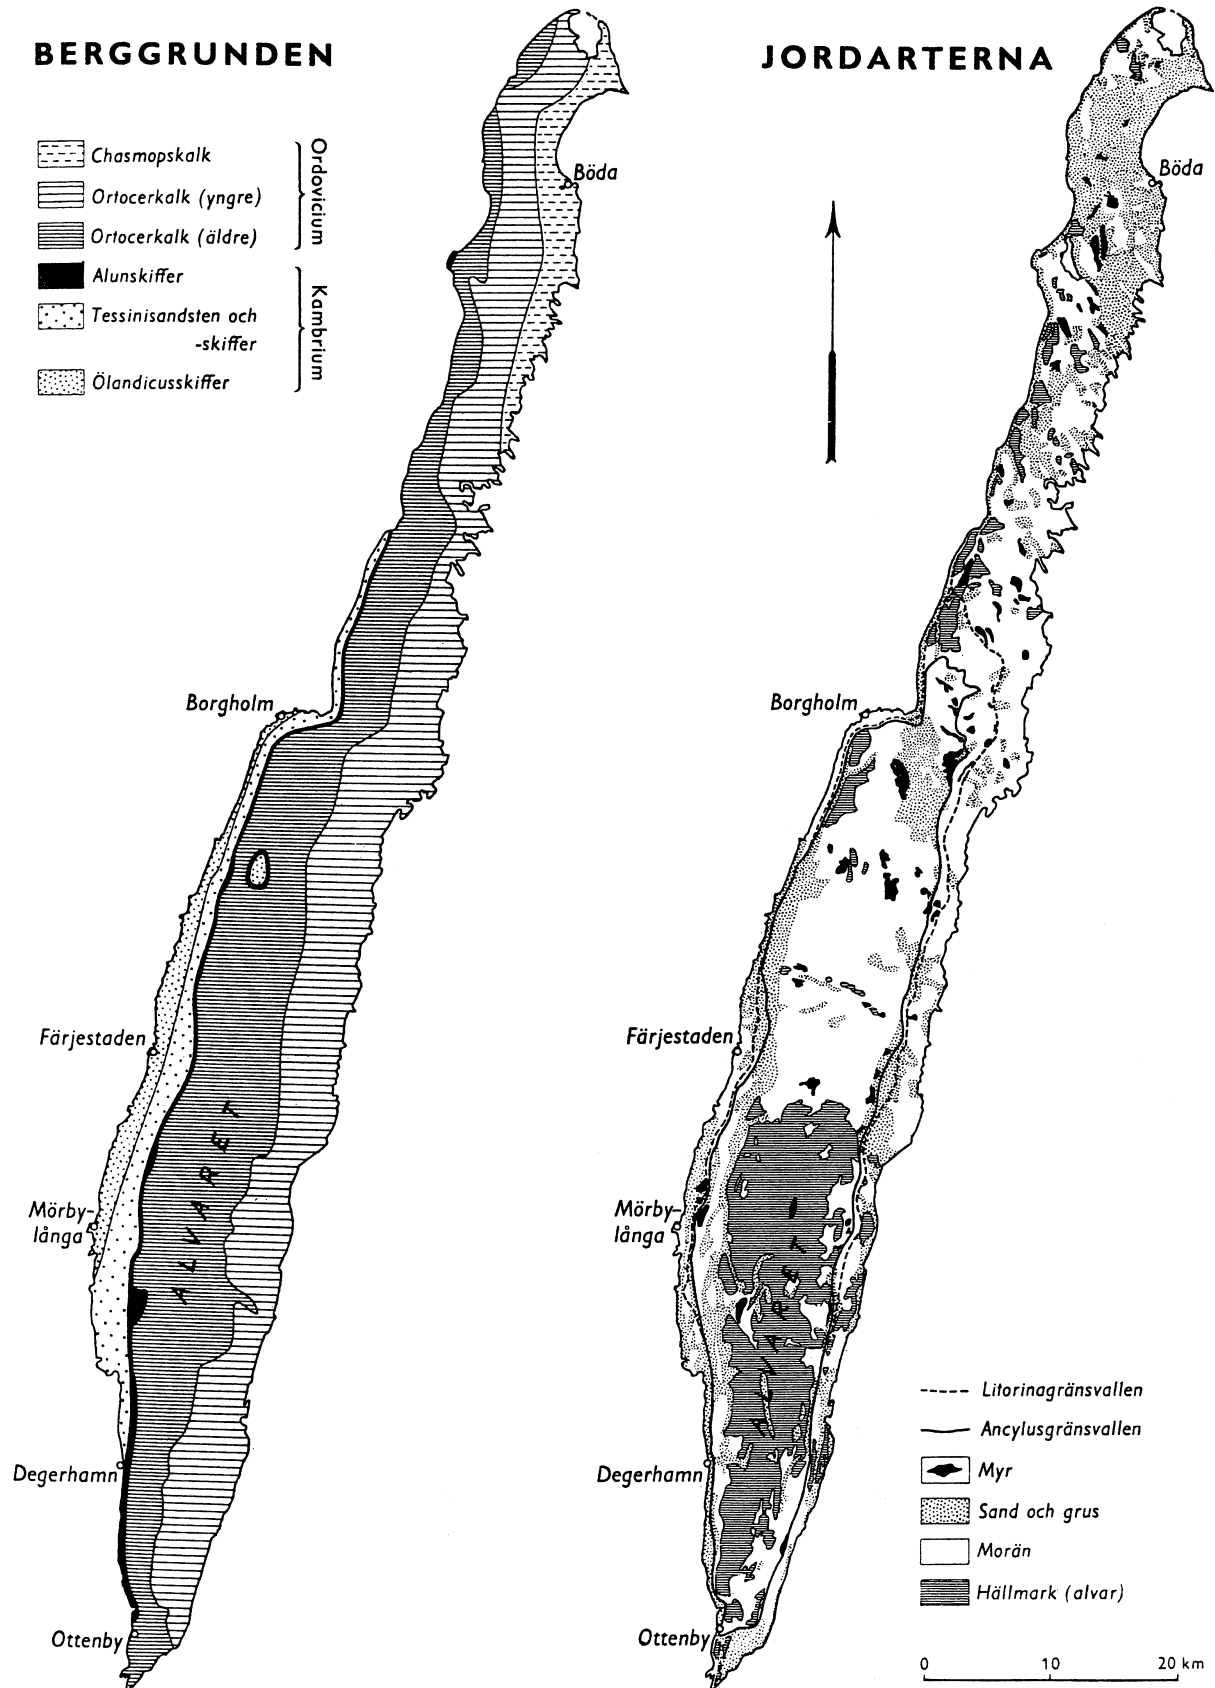 BERGGRUNDEN
Chasmopskalk
Ortocerkalk (yngre)
Ortocerkalk (äldre)
Ordovicium
Alunskiffer
Tessinisandsten och
-skiffer
Ölandicusskiffer
Kambrium
Böda
Borgholm
Färjestaden
Mörby-
långa
ALVARET
Degerhamn
Ottenby
JORDARTERNA
Böda
Borgholm
Färjestaden
Mörby-
långa
ALVARET
Degerhamn
Ottenby
Litorinagränsvallen
Ancylusgränsvallen
Myr
Sand och grus
Morän
Hällmark (alvar)
0 10 20 km